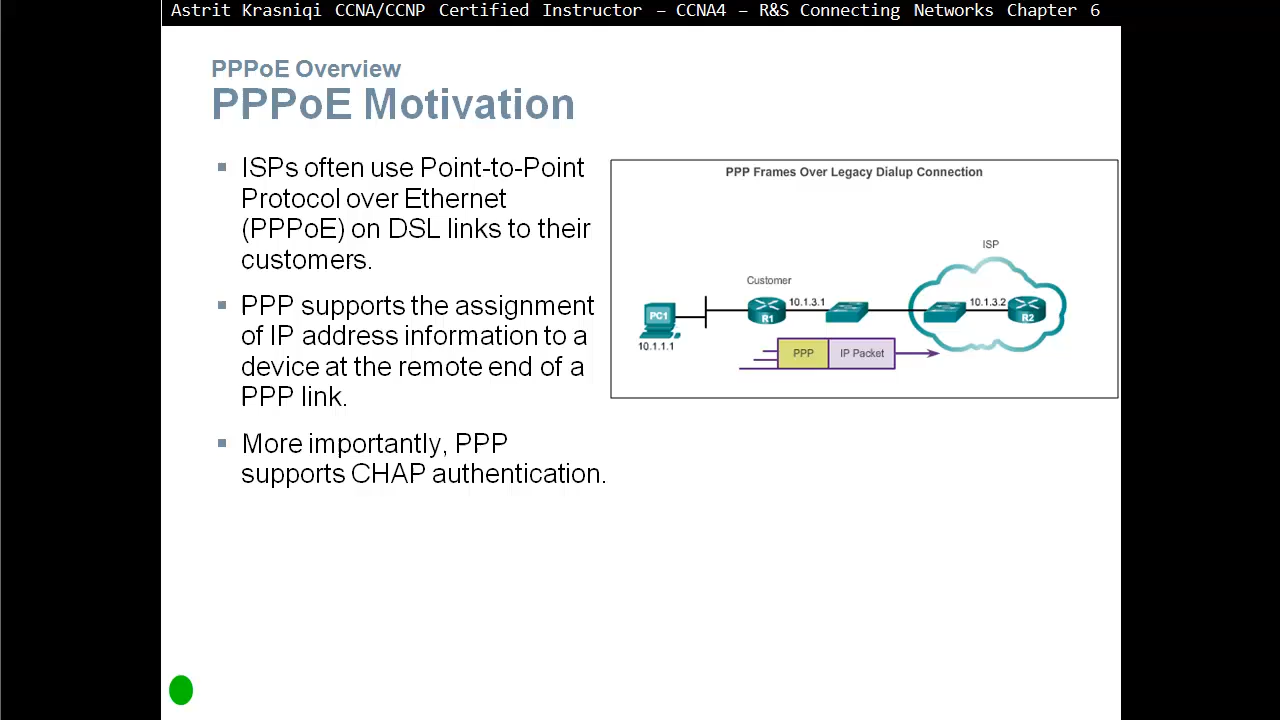 Astrit Krasniqi CCNA/CCNP Certified Instructor – CCNA4 – R&S Connecting Networks Chapter 6
PPPoE Overview
PPPoE Motivation
ISPs often use Point-to-Point
Protocol over Ethernet
(PPPoE) on DSL links to their
customers.
PPP supports the assignment
of IP address information to a
device at the remote end of a
PPP link.
More importantly, PPP
supports CHAP authentication.
PPP Frames Over Legacy Dialup Connection
ISP
Customer
10.1.3.1
10.1.3.2
PC1
R1
R2
10.1.1.1
PPP
IP Packet